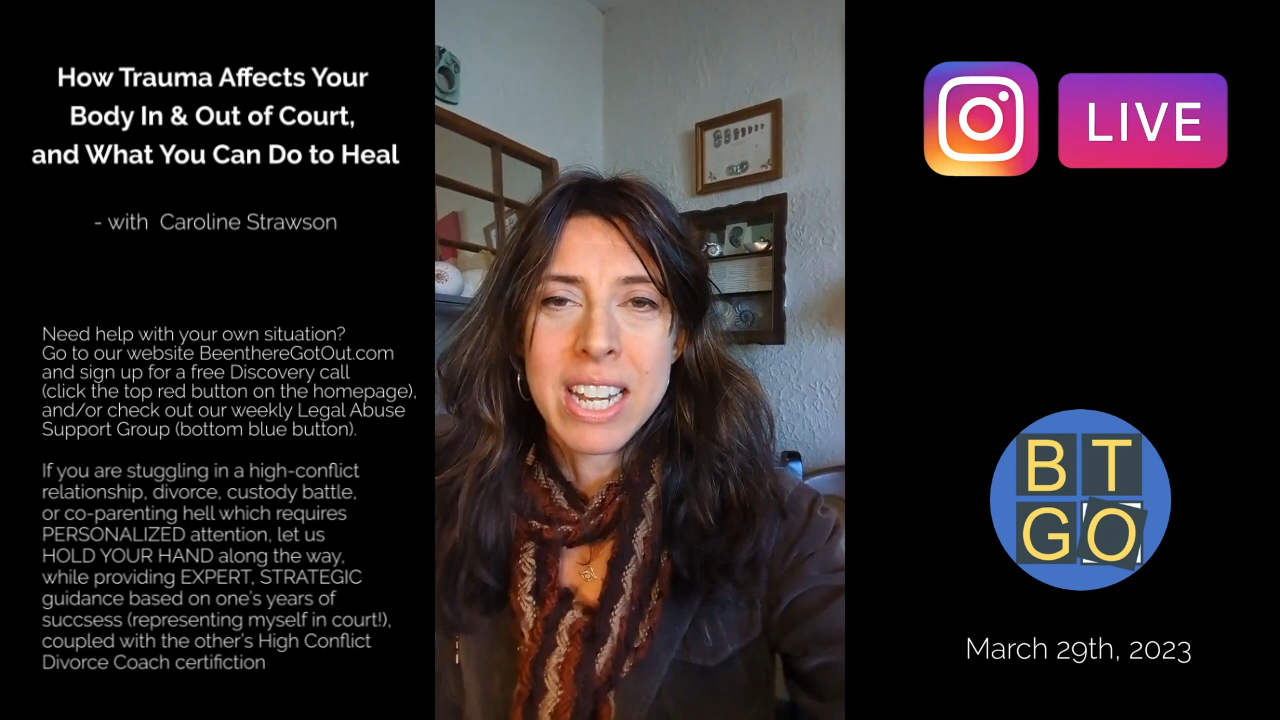 How Trauma Affects Your
Body In & Out of Court,
and What You Can Do to Heal
- with Caroline Strawson
Need help with your own situation?
Go to our website BeenthereGotOut.com
and sign up for a free Discovery call
(click the top red button on the homepage),
and/or check out our weekly Legal Abuse
Support Group (bottom blue button).
If you are stuggling in a high-conflict
relationship, divorce, custody battle,
or co-parenting hell which requires
PERSONALIZED attention, let us
HOLD YOUR HAND along the way,
while providing EXPERT, STRATEGIC
guidance based on one's years of
succsess (representing myself in court!),
coupled with the other's High Conflict
Divorce Coach certifiction
LIVE
BT
GO
March 29th, 2023